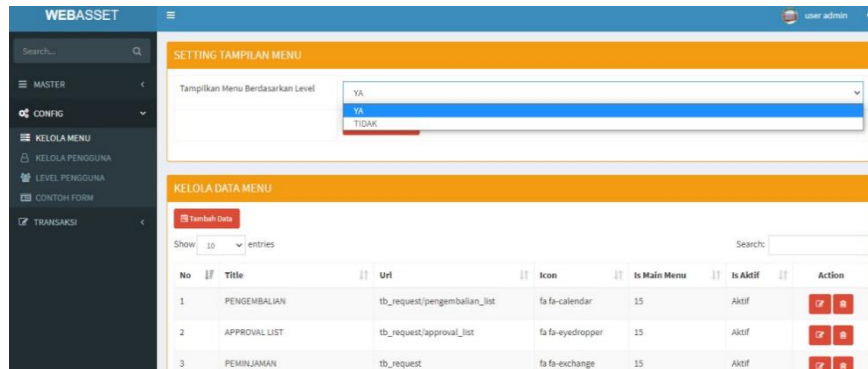 WEBASSET
user admin
Search...
SETTING TAMPILAN MENU
MASTER
Tampilkan Menu Berdasarkan Level
YA
YA
TIDAK
CONFIG
KELOLA MENU
KELOLA PENGGUNA
LEVEL PENGGUNA
CONTOH FORM
TRANSAKSI
KELOLA DATA MENU
Tambah Data
Show 10 entries Search:
No Title Url Icon Is Main Menu Is Aktif Action
1 PENGEMBALIAN tb_request/pengembalian_list fa fa-calendar 15 Aktif
2 APPROVAL LIST tb_request/approval_list fa fa-eyedropper 15 Aktif
3 PEMINJAMAN tb_request fa fa-exchange 15 Aktif